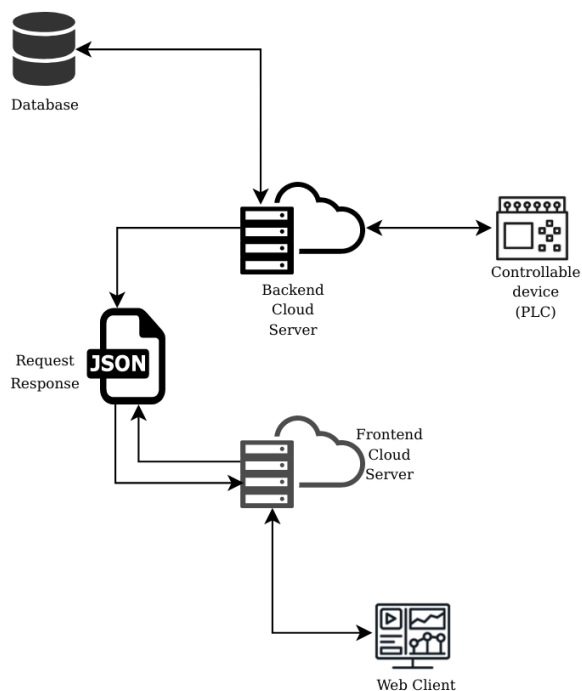 Database
Controllable
device
(PLC)
Backend
Cloud
Server
JSON
Request
Response
Frontend
Cloud
Server
Web Client